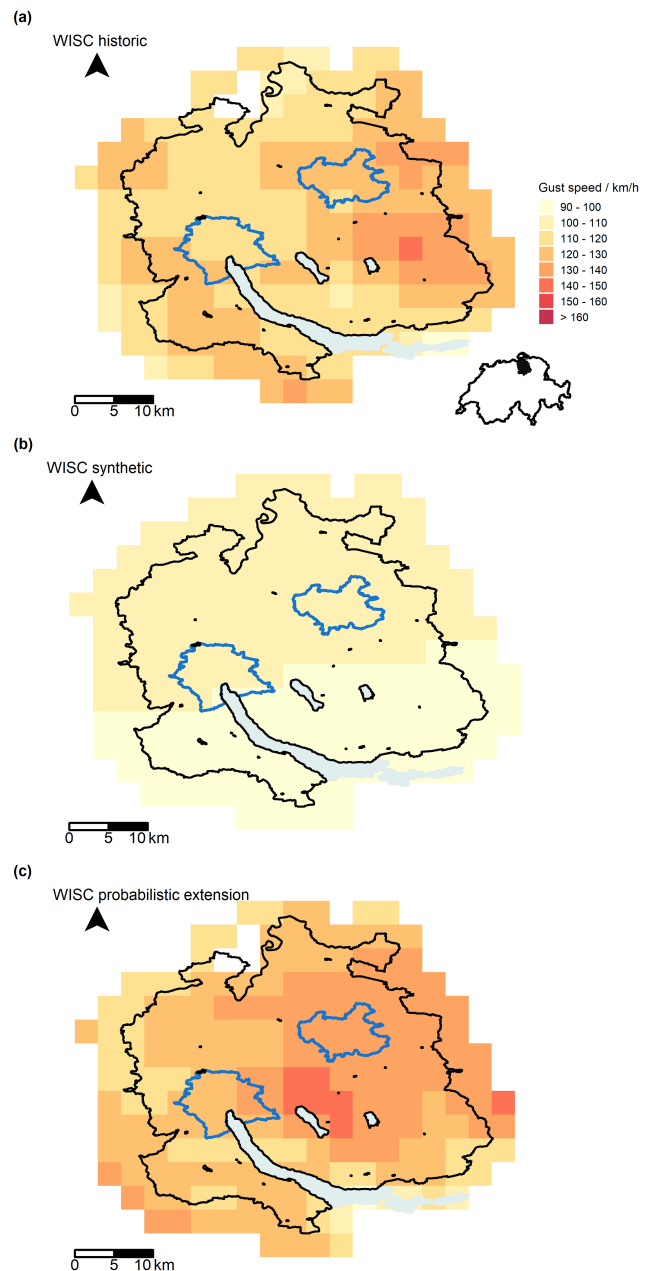 (a)
WISC historic
Gust speed / km/h
90 - 100
100 - 110
110 - 120
120 - 130
130 - 140
140 - 150
150 - 160
> 160
0 5 10 km
(b)
WISC synthetic
0 5 10 km
(c)
WISC probabilistic extension
0 5 10 km